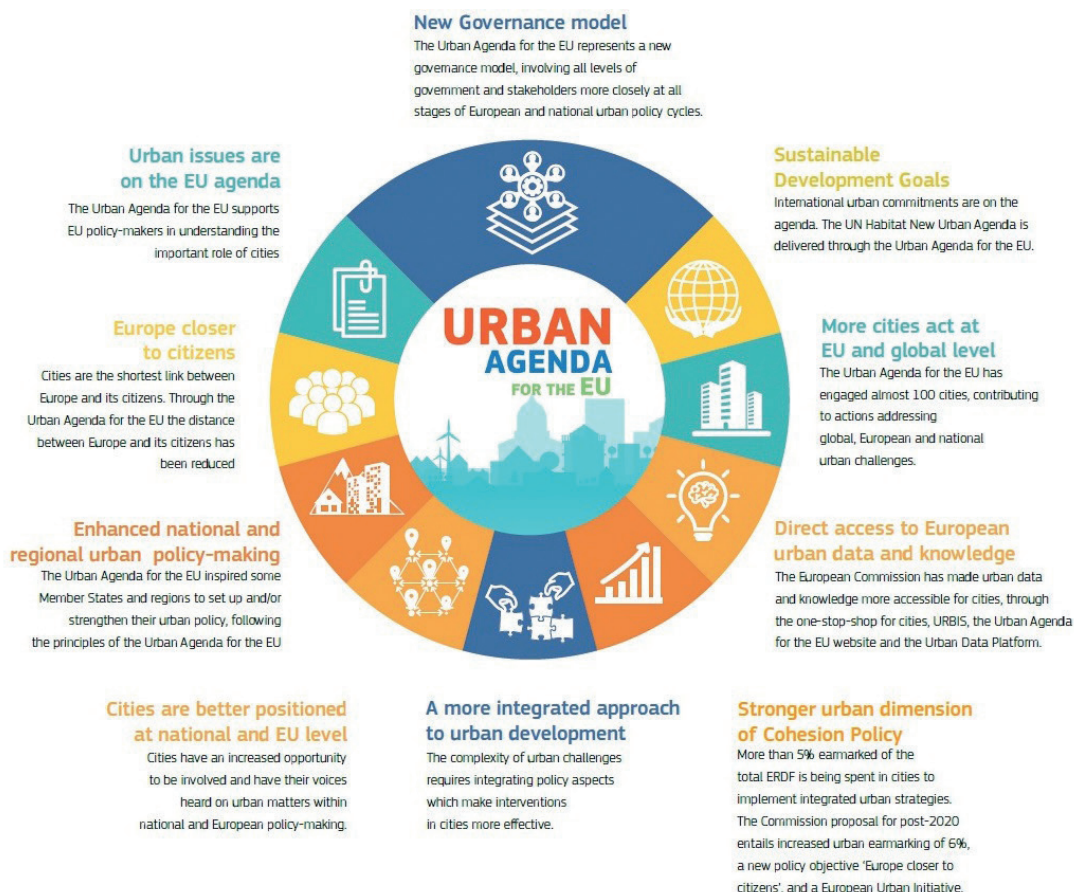 New Governance model
The Urban Agenda for the EU represents a new
governance model, involving all levels of
government and stakeholders more closely at all
stages of European and national urban policy cycles.
Urban issues are
on the EU agenda
The Urban Agenda for the EU supports
EU policy-makers in understanding the
important role of cities
Sustainable
Development Goals
International urban commitments are on the
agenda. The UN Habitat New Urban Agenda is
delivered through the Urban Agenda for the EU.
Europe closer
to citizens
Cities are the shortest link between
Europe and its citizens. Through the
Urban Agenda for the EU the distance
between Europe and its citizens has
been reduced
URBAN
AGENDA
FOR THE EU
More cities act at
EU and global level
The Urban Agenda for the EU has
engaged almost 100 cities, contributing
to actions addressing
global, European and national
urban challenges.
Enhanced national and
regional urban policy-making
The Urban Agenda for the EU inspired some
Member States and regions to set up and/or
strengthen their urban policy, following
the principles of the Urban Agenda for the EU
Direct access to European
urban data and knowledge
The European Commission has made urban data
and knowledge more accessible for cities, through
the one-stop-shop for cities, URBIS, the Urban Agenda
for the EU website and the Urban Data Platform.
Cities are better positioned
at national and EU level
Cities have an increased opportunity
to be involved and have their voices
heard on urban matters within
national and European policy-making.
A more integrated approach
to urban development
The complexity of urban challenges
requires integrating policy aspects
which make interventions
in cities more effective.
Stronger urban dimension
of Cohesion Policy
More than 5% earmarked of the
total ERDF is being spent in cities to
implement integrated urban strategies.
The Commission proposal for post-2020
entails increased urban earmarking of 6%,
a new policy objective 'Europe closer to
citizens', and a European Urban Initiative.